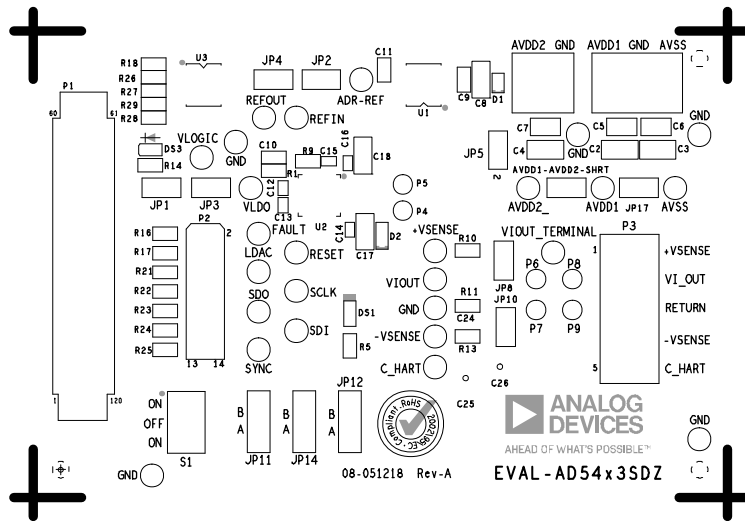 R18
R26
R27
R29
R28
U3
JP4
JP2
C11
ADR-REF
REFOUT
REFIN
U1
C9
C8
D1
AVDD2 GND
AVDD1 GND AVSS
P1
60
61
1
120
DS3
R14
VLOGIC
GND
C10
R9
C15
C16
C18
R1
C12
C13
C7
C4
GND
C5
C6
C2
C3
GND
JP5
2
AVDD1-AVDD2-SHRT
AVDD2_
AVDD1
JP17
AVSS
JP1
JP3
VLDO
P5
P4
P2
2
13
14
FAULT
U2
C14
C17
D2
+VSENSE
R10
VIOUT_TERMINAL
P3
R16
R17
R21
R22
R23
R24
R25
LDAC
RESET
SDO
SCLK
SDI
SYNC
DS1
R5
VIOUT
GND
-VSENSE
C_HART
R11
C24
R13
C25
C26
JP8
JP10
P6
P8
P7
P9
1
5
+VSENSE
VI_OUT
RETURN
-VSENSE
C_HART
ON
OFF
ON
S1
B
A
JP11
B
A
JP14
JP12
B
A
Compliant-RoHS
2002/95/EC
ANALOG
DEVICES
AHEAD OF WHAT'S POSSIBLE™
GND
GND
08-051218 Rev-A
EVAL-AD54x3SDZ